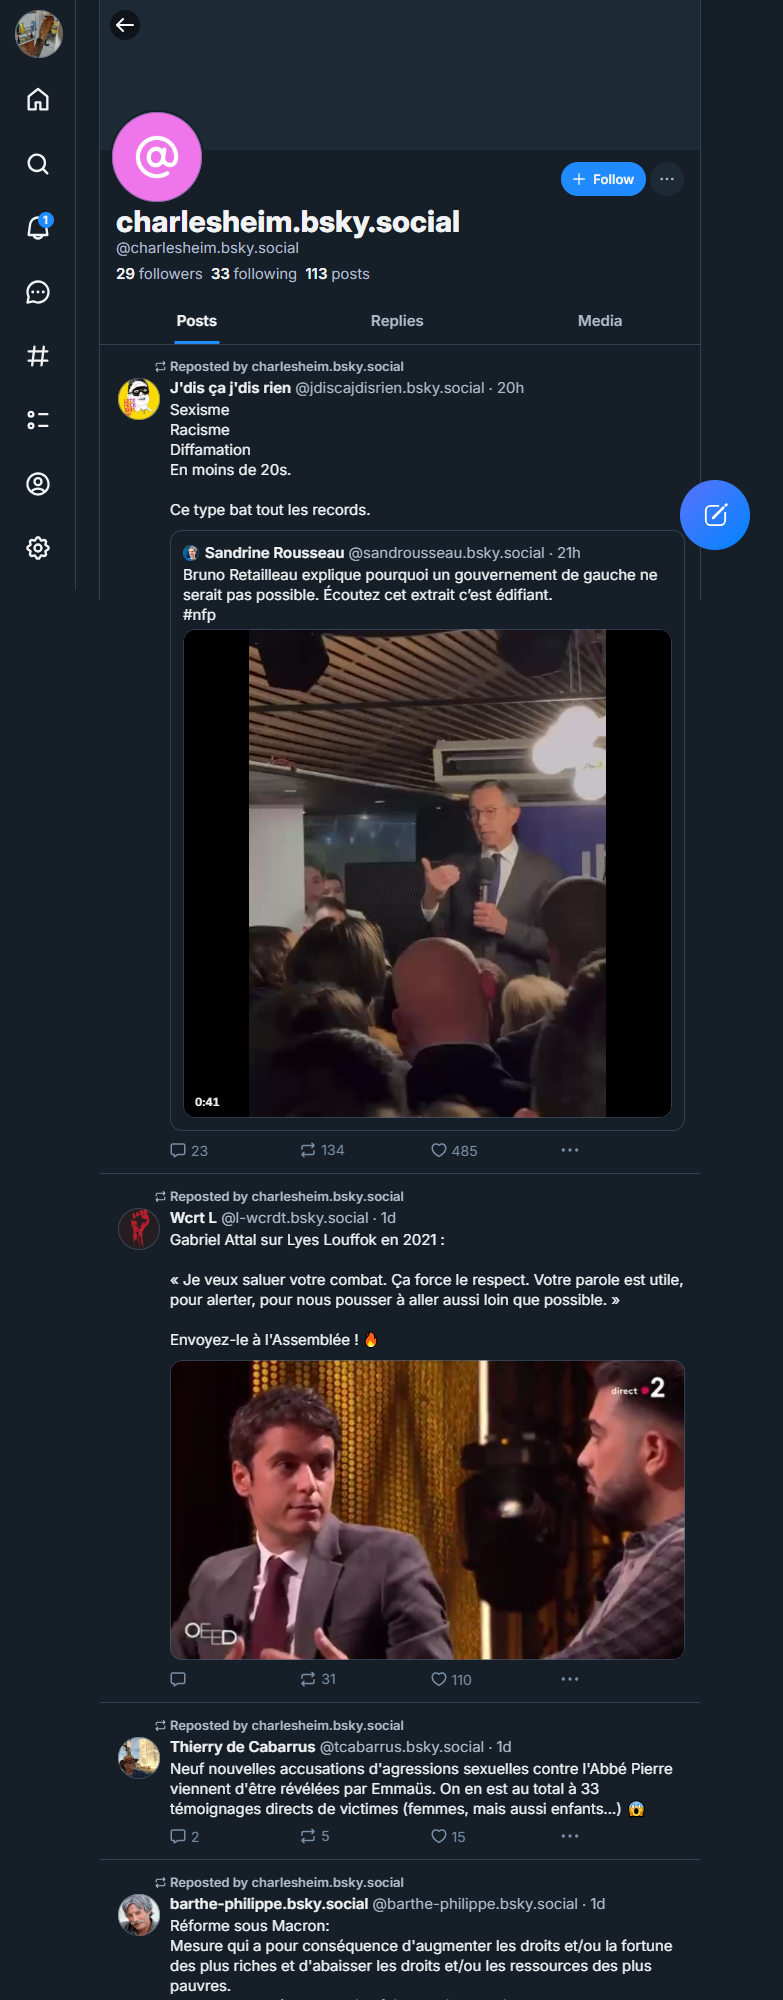 1
@
+ Follow
charlesheim.bsky.social
@charlesheim.bsky.social
29 followers 33 following 113 posts
Posts Replies Media
Reposted by charlesheim.bsky.social
J'dis ça j'dis rien @jdiscajdisrien.bsky.social · 20h
Sexisme
Racisme
Diffamation
En moins de 20s.
Ce type bat tout les records.
Sandrine Rousseau @sandrousseau.bsky.social · 21h
Bruno Retailleau explique pourquoi un gouvernement de gauche ne
serait pas possible. Écoutez cet extrait c’est édifiant.
#nfp
0:41
23 134 485
Reposted by charlesheim.bsky.social
Wcrt L @l-wcrdt.bsky.social · 1d
Gabriel Attal sur Lyes Louffok en 2021 :
« Je veux saluer votre combat. Ça force le respect. Votre parole est utile,
pour alerter, pour nous pousser à aller aussi loin que possible. »
Envoyez-le à l'Assemblée ! 🔥
direct 2
OEED
31 110
Reposted by charlesheim.bsky.social
Thierry de Cabarrus @tcabarrus.bsky.social · 1d
Neuf nouvelles accusations d'agressions sexuelles contre l'Abbé Pierre
viennent d'être révélées par Emmaüs. On en est au total à 33
témoignages directs de victimes (femmes, mais aussi enfants...) 😱
2 5 15
Reposted by charlesheim.bsky.social
barthe-philippe.bsky.social @barthe-philippe.bsky.social · 1d
Réforme sous Macron:
Mesure qui a pour conséquence d'augmenter les droits et/ou la fortune
des plus riches et d'abaisser les droits et/ou les ressources des plus
pauvres.